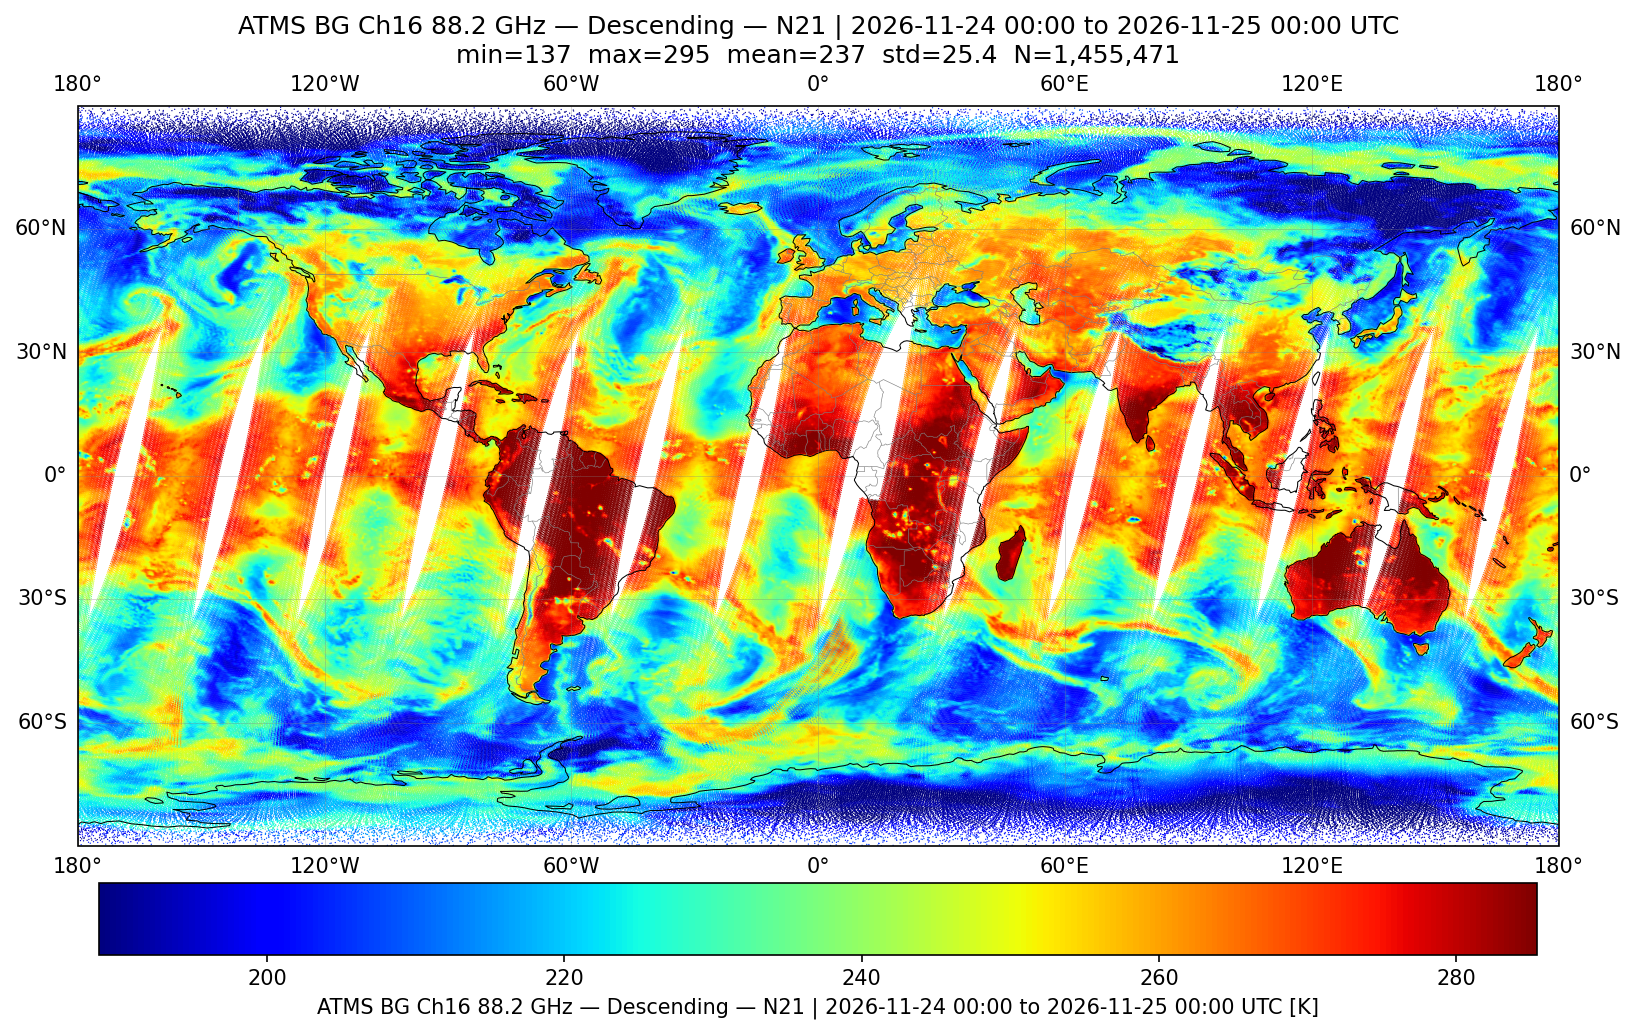 ATMS BG Ch16 88.2 GHz — Descending — N21 | 2026-11-24 00:00 to 2026-11-25 00:00 UTC
min=137 max=295 mean=237 std=25.4 N=1,455,471
180° 120°W 60°W 0° 60°E 120°E 180°
60°N 60°N
30°N 30°N
0° 0°
30°S 30°S
60°S 60°S
180° 120°W 60°W 0° 60°E 120°E 180°
200 220 240 260 280
ATMS BG Ch16 88.2 GHz — Descending — N21 | 2026-11-24 00:00 to 2026-11-25 00:00 UTC [K]